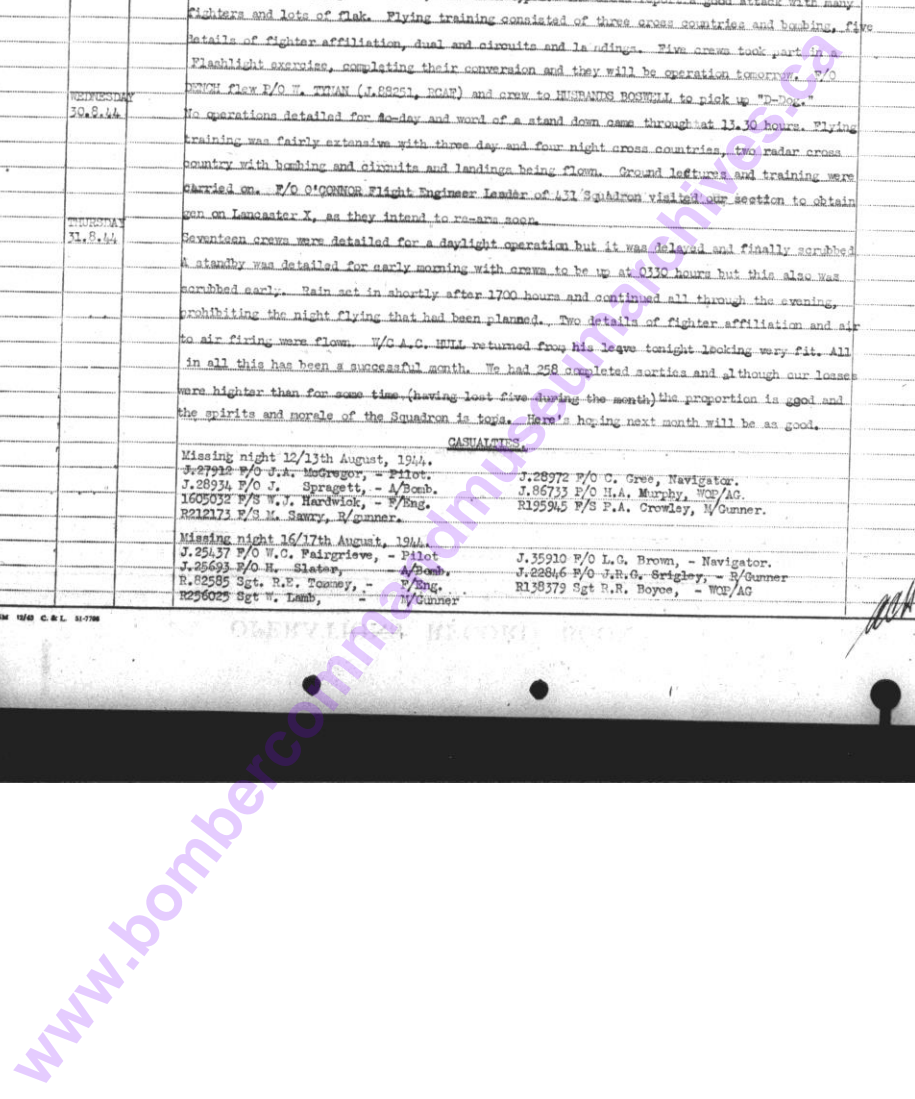 good attack with many
fighters and lots of flak. Flying training consisted of three cross countries and bombing, five
details of fighter affiliation, dual and circuits and landings. Five crews took part in a
Flashlight exercise, completing their conversion and they will be operation tomorrow. F/O
DENCH flew P/O W. TYMAN (J.88251, RCAF) and crew to HUSBANDS BOSWELL to pick up "D-Dog."
WEDNESDAY
30.8.44
No operations detailed for to-day and word of a stand down came through at 13.30 hours. Flying
training was fairly extensive with three day and four night cross countries, two radar cross
country with bombing and circuits and landings being flown. Ground leftures and training were
carried on. F/O O'CONNOR Flight Engineer Leader of 431 Squadron visited our section to obtain
gen on Lancaster X, as they intend to re-arm soon.
THURSDAY
31.8.44
Seventeen crews were detailed for a daylight operation but it was delayed and finally scrubbed
A standby was detailed for early morning with crews to be up at 0330 hours but this also was
scrubbed early. Rain set in shortly after 1700 hours and continued all through the evening,
prohibiting the night flying that had been planned. Two details of fighter affiliation and air
to air firing were flown. W/C A.C. HULL returned from his leave tonight looking very fit. All
in all this has been a successful month. We had 258 completed sorties and although our losses
were highter than for some time (having lost five during the month) the proportion is good and
the spirits and morale of the Squadron is tops. Here's hoping next month will be as good.
CASUALTIES.
Missing night 12/13th August, 1944.
J.27912 F/O J.A. McGregor, - Pilot.
J.28972 F/O C. Gree, Navigator.
J.28934 F/O J. Spragett, - A/Bomb.
J.86733 P/O H.A. Murphy, WOP/AG.
1605032 F/S W.J. Hardwick, - F/Eng.
R195945 F/S P.A. Crowley, M/Gunner.
R212173 F/S M. Sawry, R/gunner.
Missing night 16/17th August, 1944.
J.25437 F/O W.C. Fairgrieve, - Pilot
J.35910 F/O L.G. Brown, - Navigator.
J.25693 F/O H. Slater, - A/Bomb.
J.22846 F/O J.R.G. Srigley, - R/Gunner
R.82585 Sgt. R.E. Toomey, - F/Eng.
R138379 Sgt R.R. Boyce, - WOP/AG
R256025 Sgt W. Lamb, - M/Gunner
12/43 C. & L. 51-7706
OPERATIONS RECORD BOOK
www.bombercommandmuseumarchives.ca